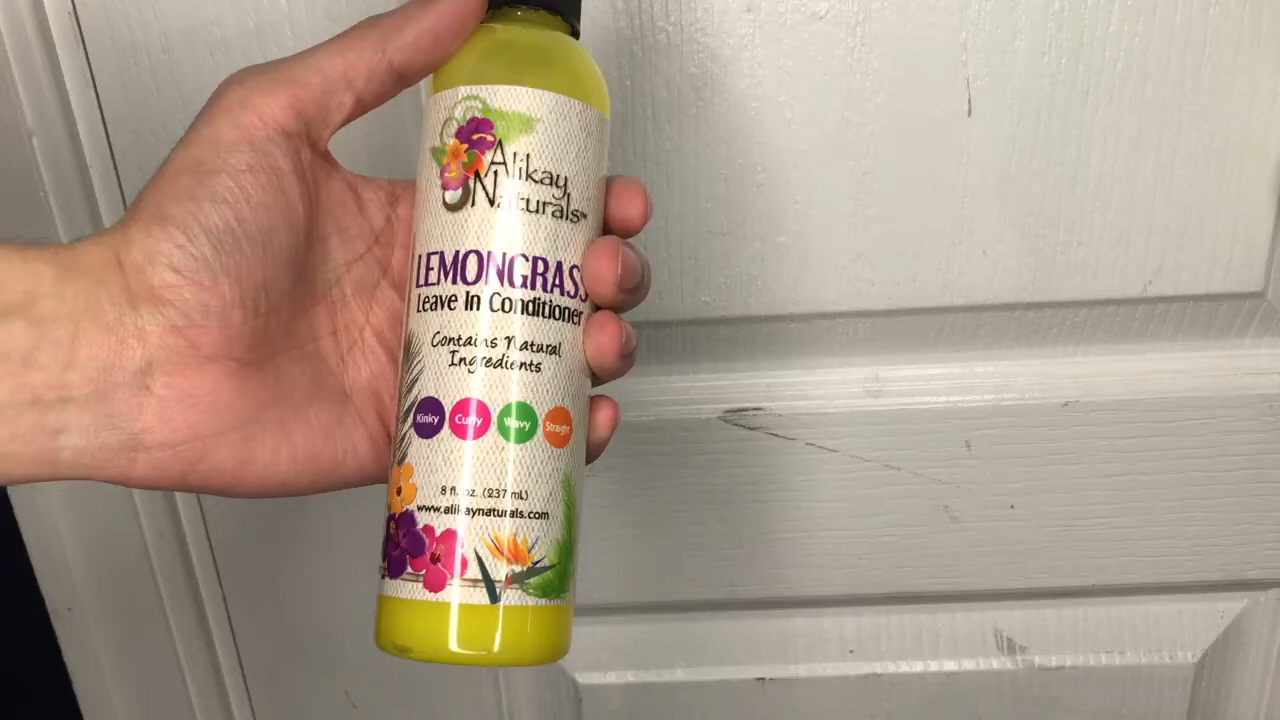 Alikay
Naturals™
LEMONGRASS
Leave In Conditioner
Contains Natural
Ingredients
Kinky Curly Wavy Straight
8 fl. oz. (237 mL)
www.alikaynaturals.com